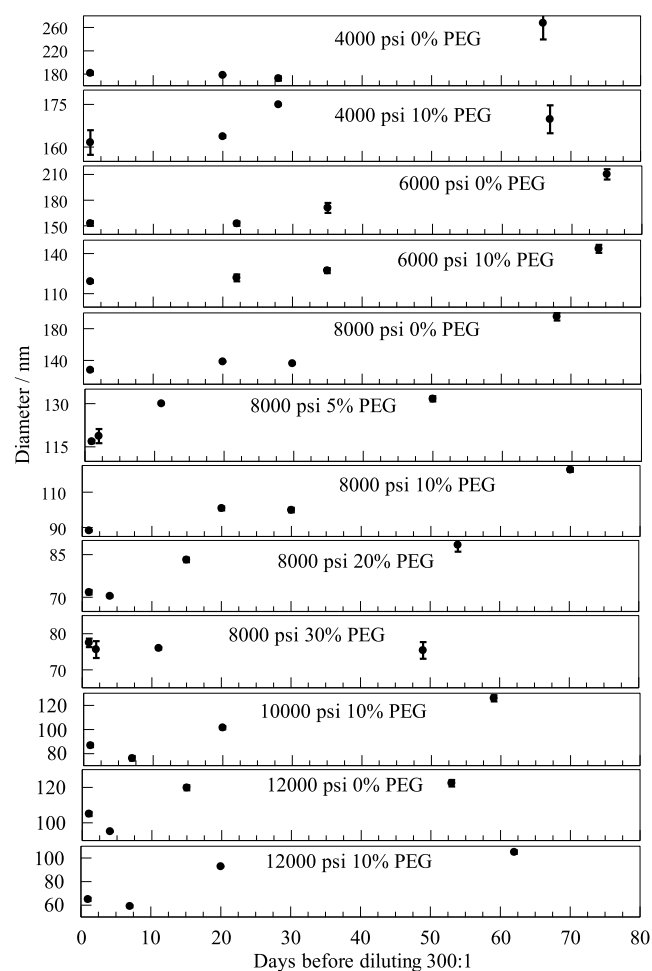 260
220
180
4000 psi 0% PEG
175
160
4000 psi 10% PEG
210
180
150
6000 psi 0% PEG
140
110
6000 psi 10% PEG
180
140
8000 psi 0% PEG
130
115
8000 psi 5% PEG
110
90
8000 psi 10% PEG
85
70
8000 psi 20% PEG
80
70
8000 psi 30% PEG
120
100
80
10000 psi 10% PEG
120
100
12000 psi 0% PEG
100
80
60
12000 psi 10% PEG
Diameter / nm
0 10 20 30 40 50 60 70 80
Days before diluting 300:1